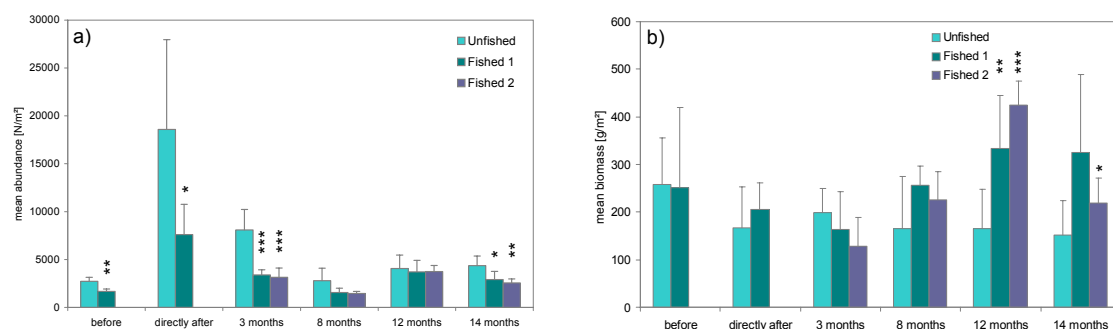 a)
Unfished
Fished 1
Fished 2
mean abundance [N/m²]
30000
25000
20000
15000
10000
5000
0
**
*
***
***
*
**
before
directly after
3 months
8 months
12 months
14 months
b)
Unfished
Fished 1
Fished 2
mean biomass [g/m²]
600
500
400
300
200
100
0
**
***
*
before
directly after
3 months
8 months
12 months
14 months